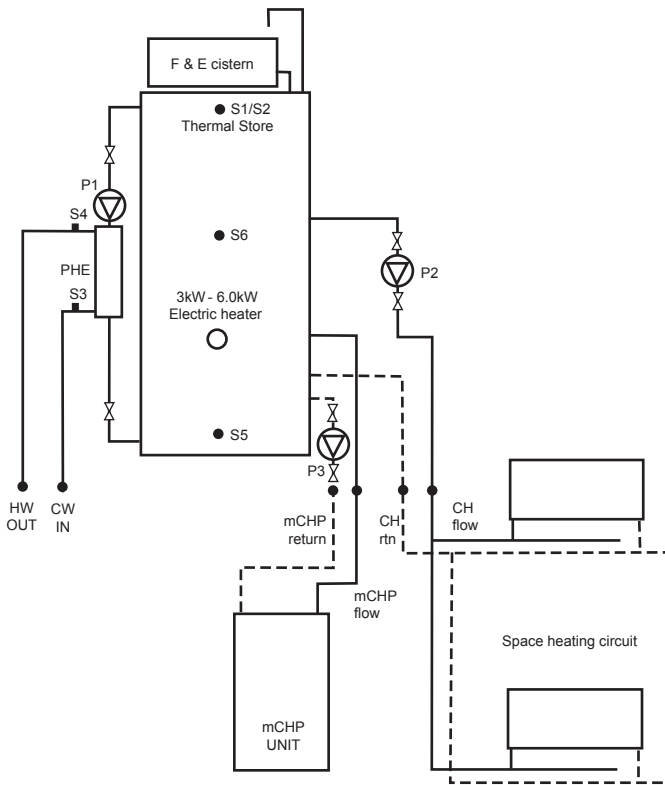 F & E cistern
S1/S2
Thermal Store
P1
S4
S6
PHE
P2
S3
3kW - 6.0kW
Electric heater
S5
P3
HW
OUT
CW
IN
mCHP
return
CH
rtn
CH
flow
mCHP
flow
Space heating circuit
mCHP
UNIT